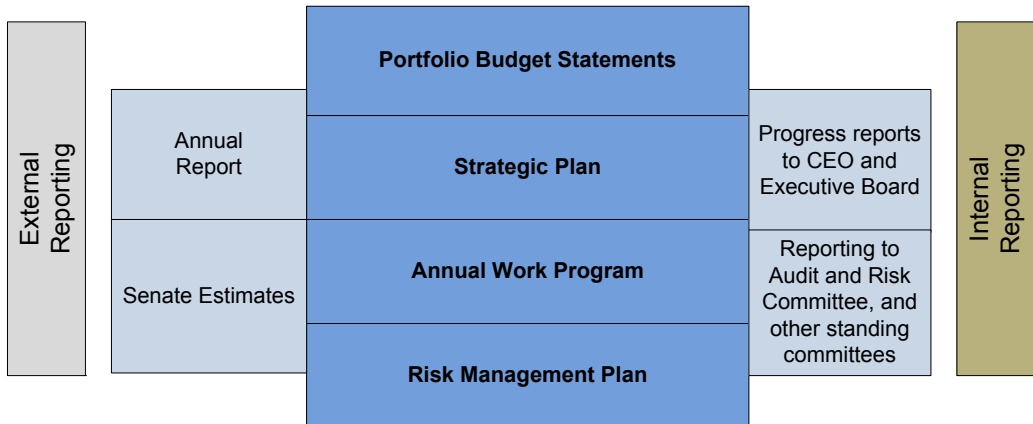 External
Reporting
Annual
Report
Senate Estimates
Portfolio Budget Statements
Strategic Plan
Annual Work Program
Risk Management Plan
Progress reports
to CEO and
Executive Board
Reporting to
Audit and Risk
Committee, and
other standing
committees
Internal
Reporting